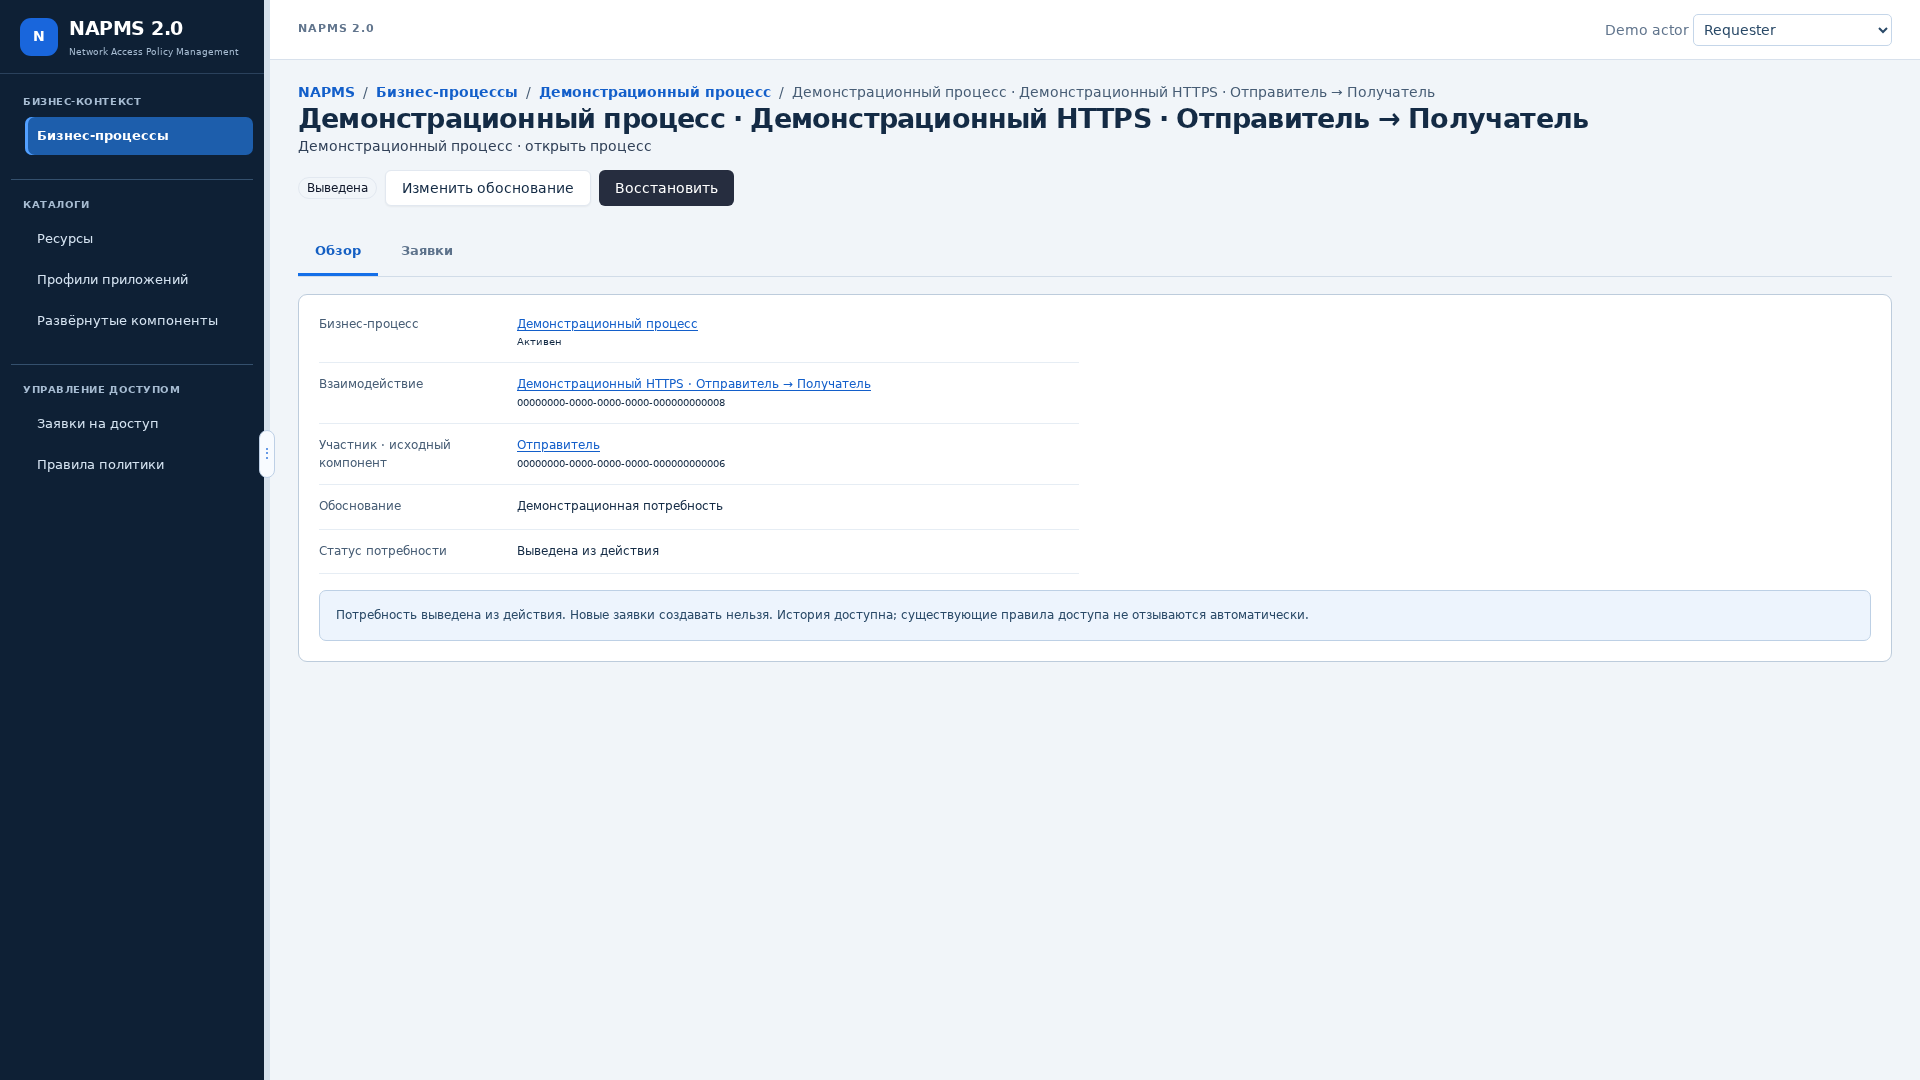 N
NAPMS 2.0
Network Access Policy Management
БИЗНЕС-КОНТЕКСТ
Бизнес-процессы
КАТАЛОГИ
Ресурсы
Профили приложений
Развёрнутые компоненты
УПРАВЛЕНИЕ ДОСТУПОМ
Заявки на доступ
Правила политики
NAPMS 2.0
Demo actor Requester
NAPMS / Бизнес-процессы / Демонстрационный процесс / Демонстрационный процесс · Демонстрационный HTTPS · Отправитель → Получатель
Демонстрационный процесс · Демонстрационный HTTPS · Отправитель → Получатель
Демонстрационный процесс · открыть процесс
Выведена Изменить обоснование Восстановить
Обзор Заявки
Бизнес-процесс Демонстрационный процесс
Активен
Взаимодействие Демонстрационный HTTPS · Отправитель → Получатель
00000000-0000-0000-0000-000000000008
Участник · исходный компонент Отправитель
00000000-0000-0000-0000-000000000006
Обоснование Демонстрационная потребность
Статус потребности Выведена из действия
Потребность выведена из действия. Новые заявки создавать нельзя. История доступна; существующие правила доступа не отзываются автоматически.